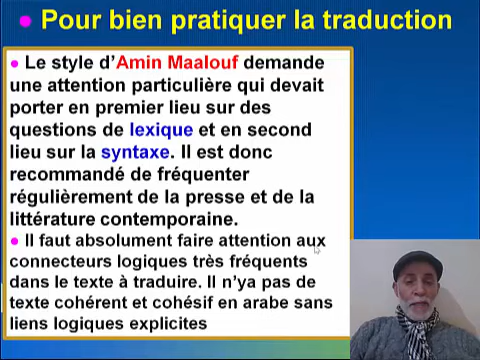 • Pour bien pratiquer la traduction
• Le style d'Amin Maalouf demande
une attention particulière qui devait
porter en premier lieu sur des
questions de lexique et en second
lieu sur la syntaxe. Il est donc
recommandé de fréquenter
régulièrement de la presse et de la
littérature contemporaine.
• Il faut absolument faire attention aux
connecteurs logiques très fréquents
dans le texte à traduire. Il n'ya pas de
texte cohérent et cohésif en arabe sans
liens logiques explicites